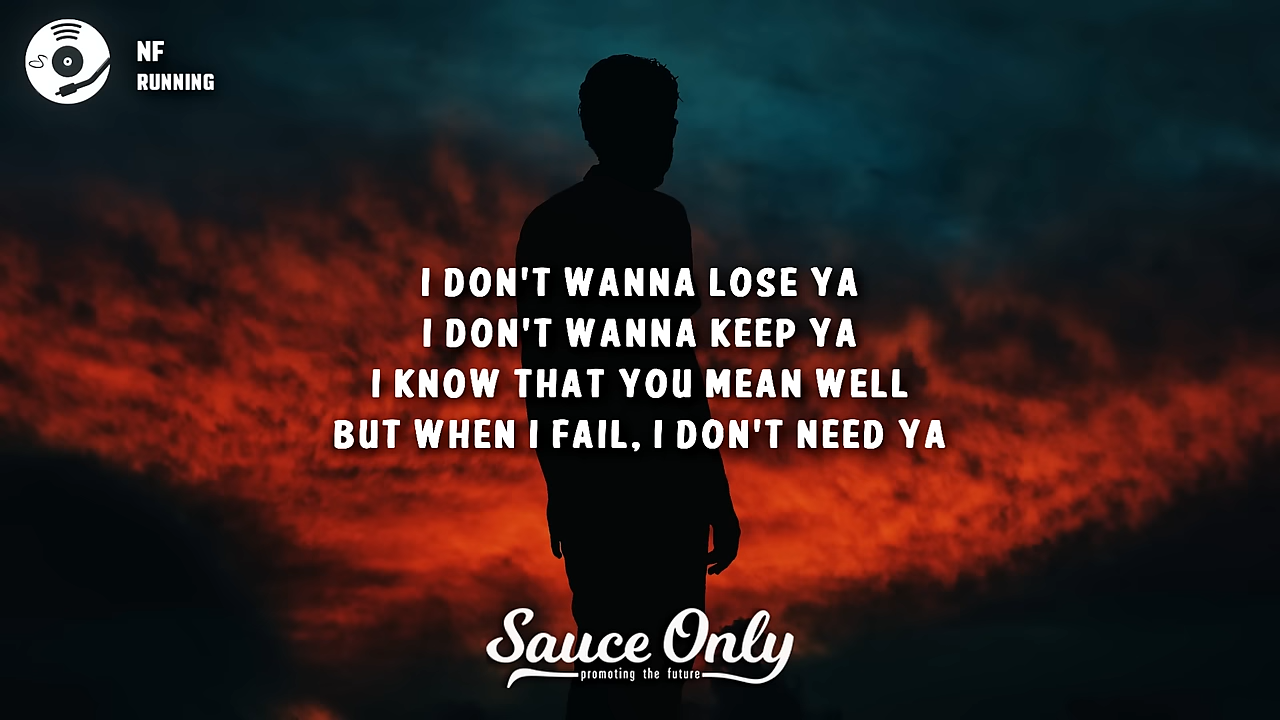 NF
RUNNING
I DON'T WANNA LOSE YA
I DON'T WANNA KEEP YA
I KNOW THAT YOU MEAN WELL
BUT WHEN I FAIL, I DON'T NEED YA
Sauce Only
promoting the future